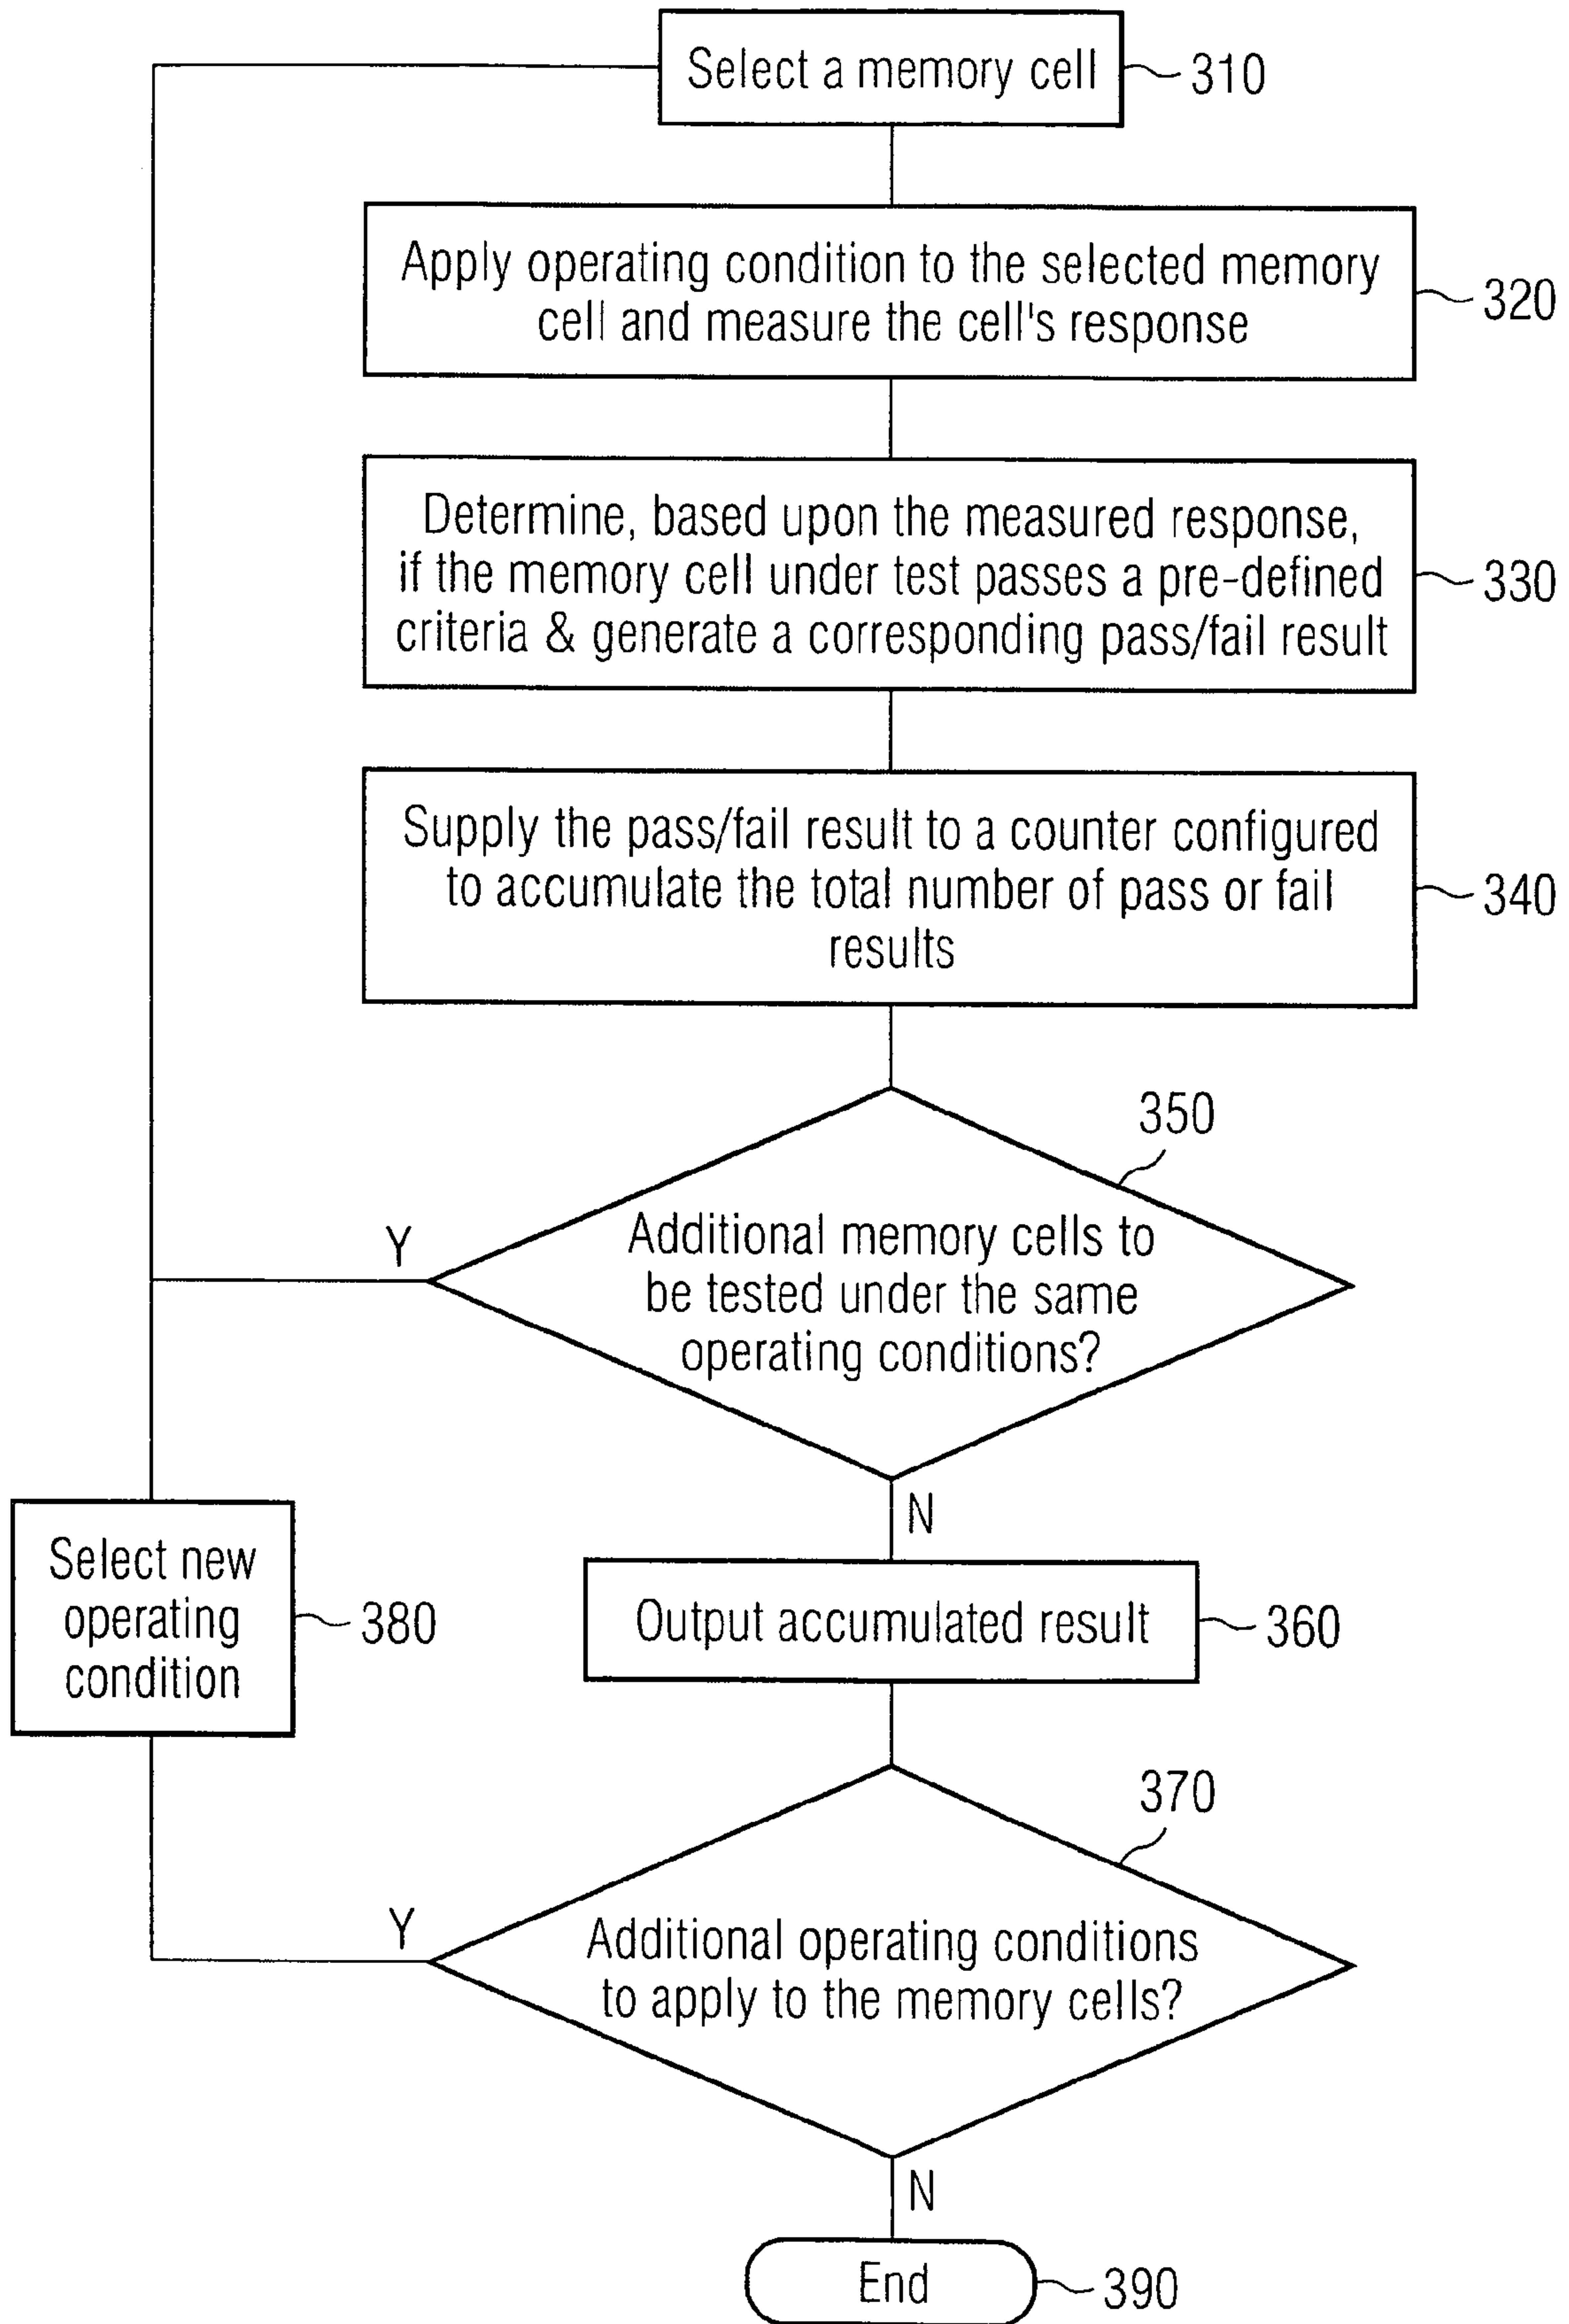 Select a memory cell
310
Apply operating condition to the selected memory
cell and measure the cell's response
320
Determine, based upon the measured response,
if the memory cell under test passes a pre-defined
criteria & generate a corresponding pass/fail result
330
Supply the pass/fail result to a counter configured
to accumulate the total number of pass or fail
results
340
350
Y
Additional memory cells to
be tested under the same
operating conditions?
N
Select new
operating
condition
380
Output accumulated result
360
370
Y
Additional operating conditions
to apply to the memory cells?
N
End
390